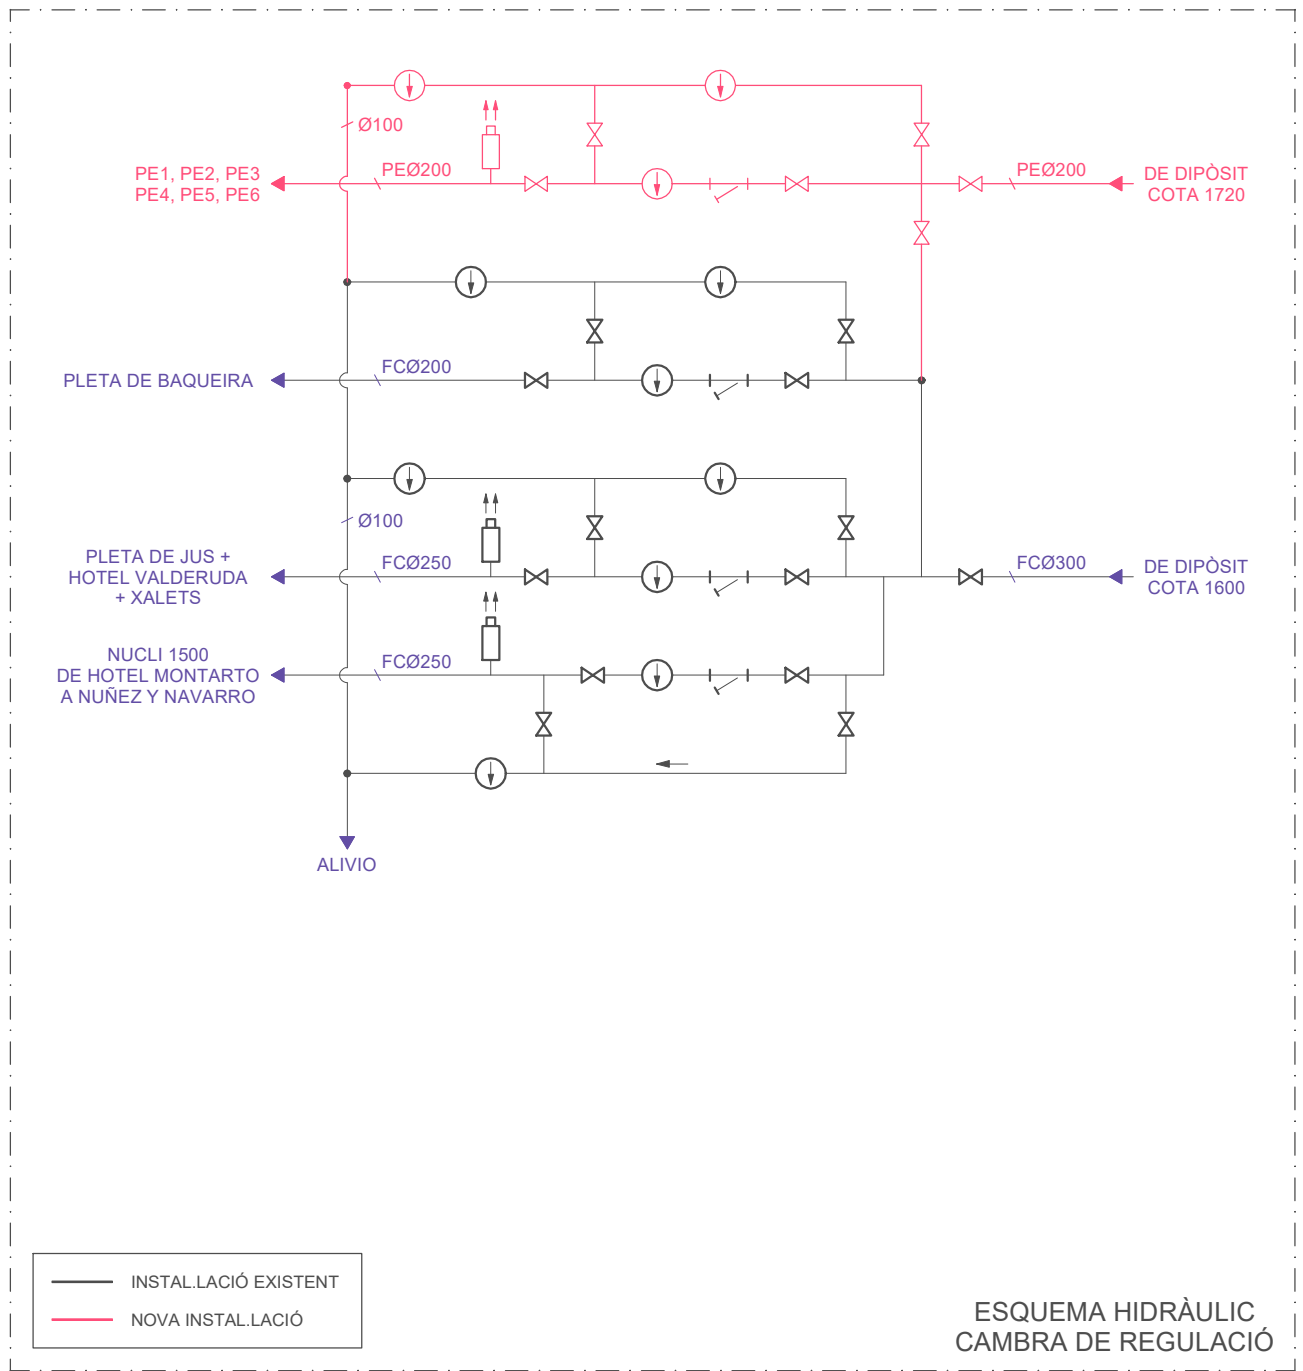 Ø100
PE1, PE2, PE3
PE4, PE5, PE6
PEØ200
PEØ200
DE DIPÒSIT
COTA 1720
PLETA DE BAQUEIRA
FCØ200
Ø100
PLETA DE JUS +
HOTEL VALDERUDA
+ XALETS
FCØ250
FCØ300
DE DIPÒSIT
COTA 1600
NUCLI 1500
DE HOTEL MONTARTO
A NUÑEZ Y NAVARRO
FCØ250
ALIVIO
INSTAL.LACIÓ EXISTENT
NOVA INSTAL.LACIÓ
ESQUEMA HIDRÀULIC
CAMBRA DE REGULACIÓ